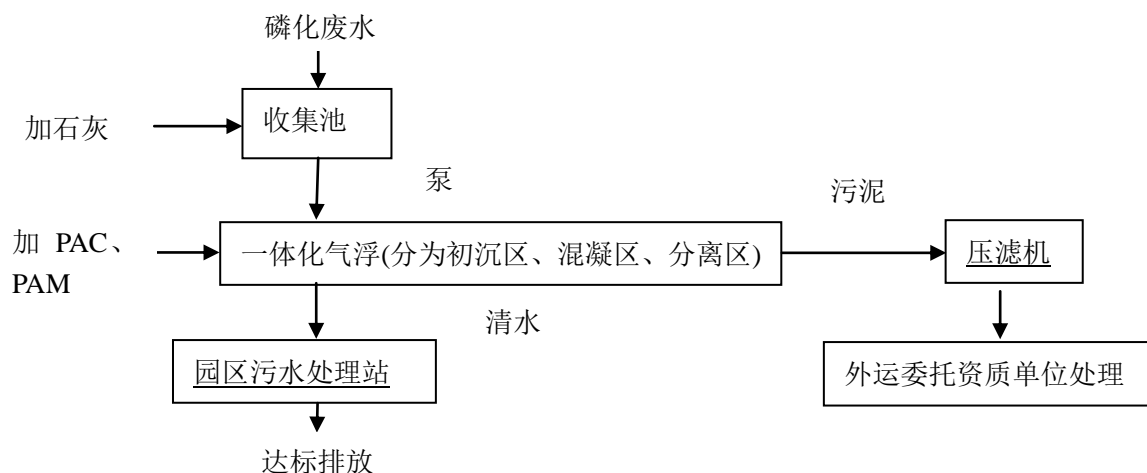 磷化废水
加石灰
收集池
泵
污泥
加 PAC、
PAM
一体化气浮(分为初沉区、混凝区、分离区)
压滤机
清水
园区污水处理站
外运委托资质单位处理
达标排放